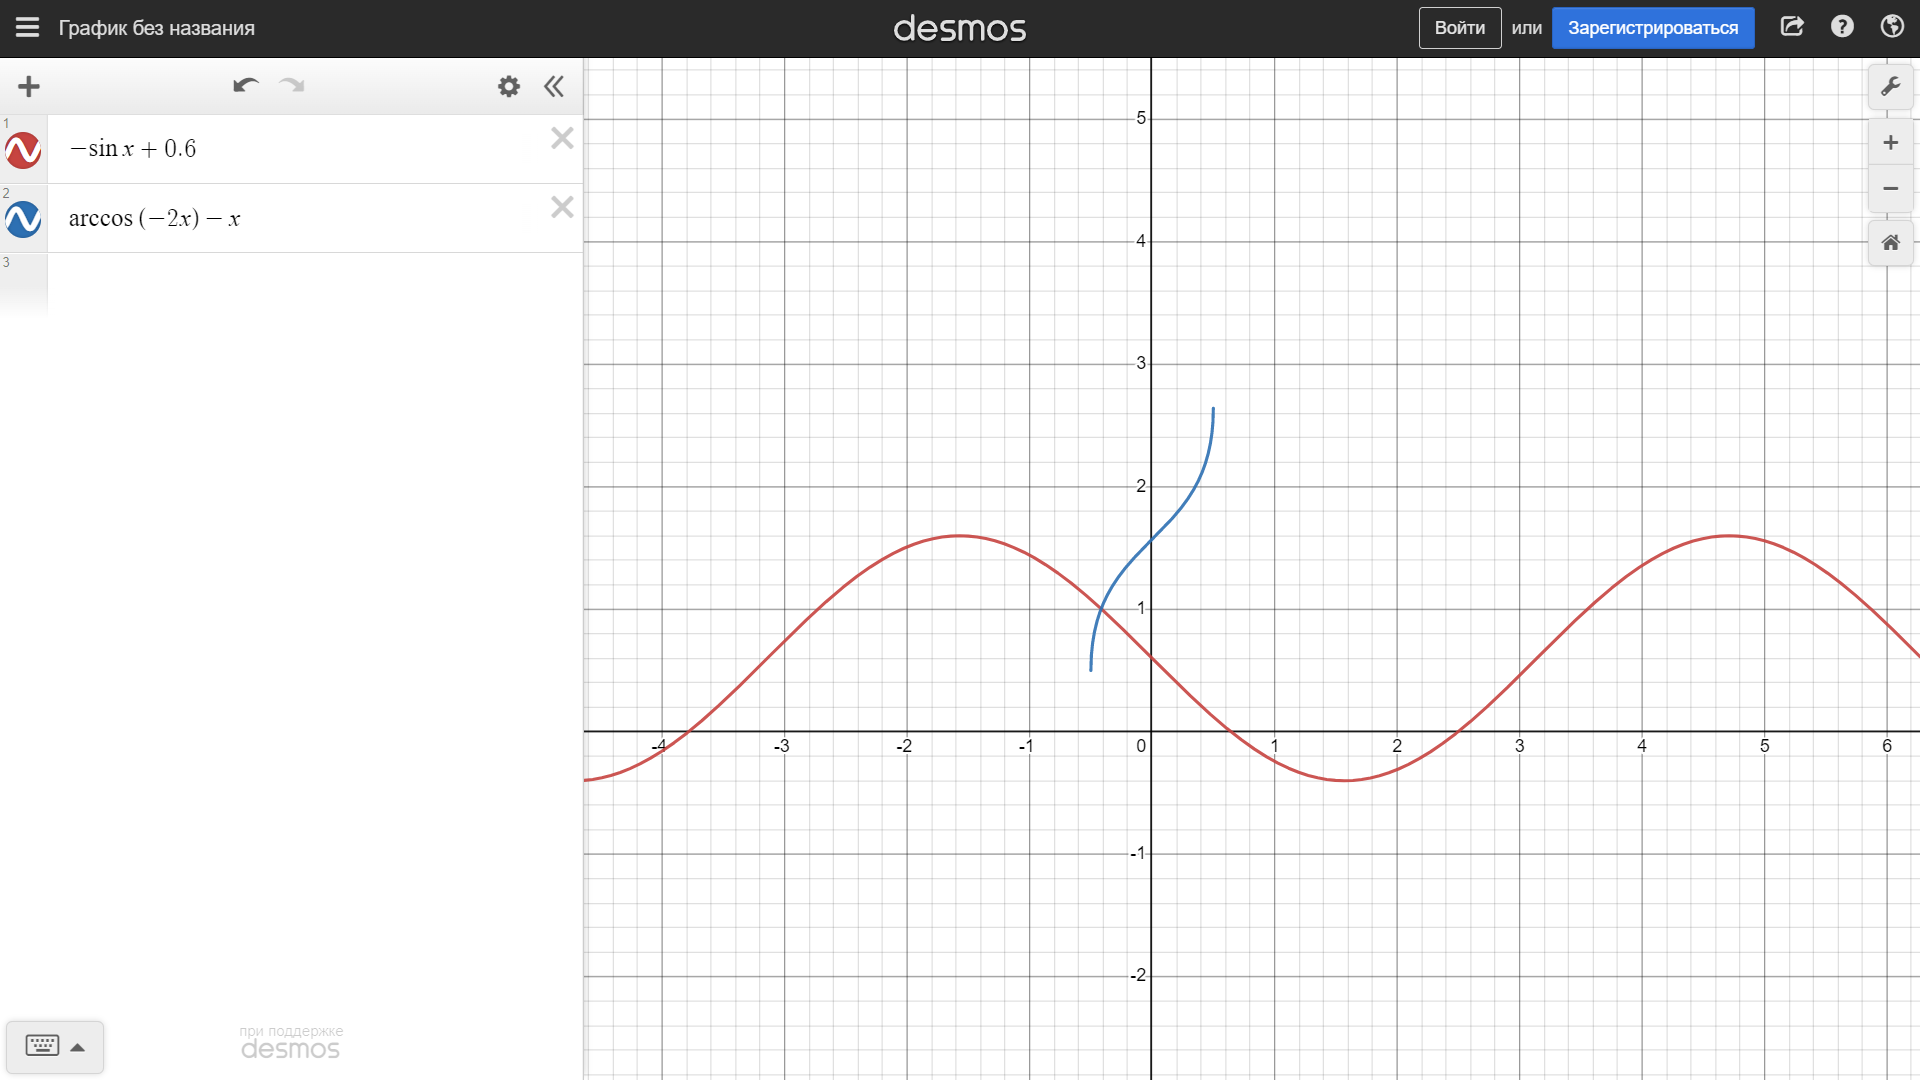 График без названия
desmos
Войти или Зарегистрироваться
1
−sin x + 0.6
2
arccos (−2x) − x
3
5
4
3
2
1
-4 -3 -2 -1 0 1 2 3 4 5 6
-1
-2
при поддержке
desmos